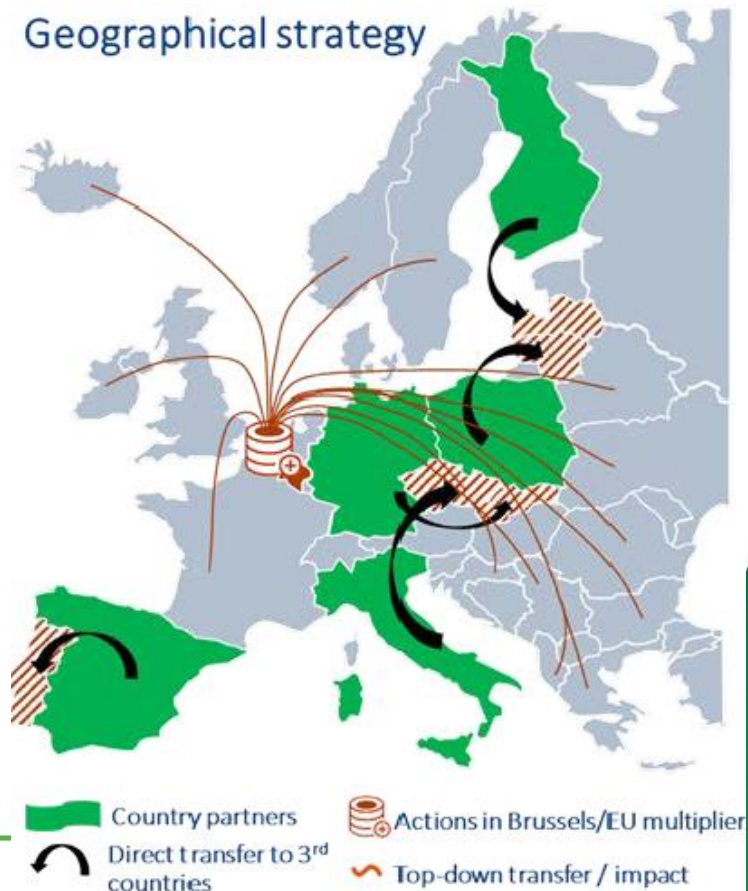 Geographical strategy
Country partners
Direct transfer to 3rd
countries
Actions in Brussels/EU multiplier
Top-down transfer / impact